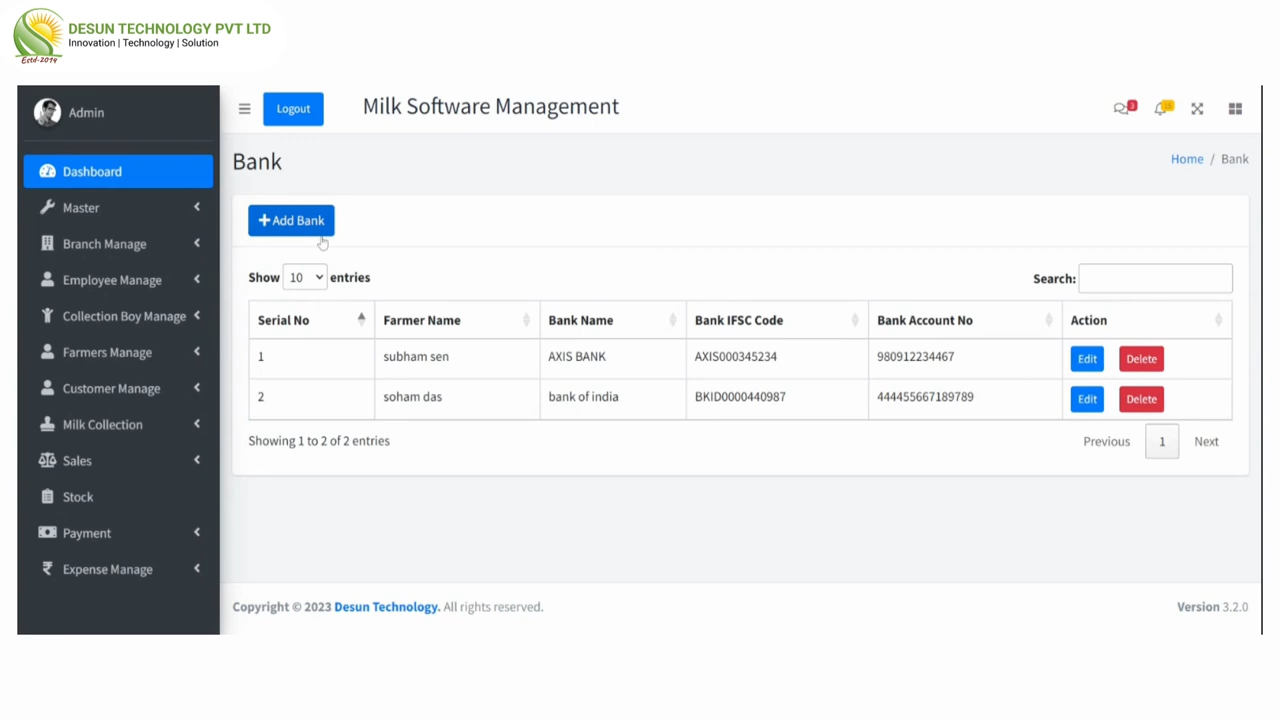 DESUN TECHNOLOGY PVT LTD
Innovation | Technology | Solution
Estd-2014
Admin
Logout
Milk Software Management
3
15
Dashboard
Master
Branch Manage
Employee Manage
Collection Boy Manage
Farmers Manage
Customer Manage
Milk Collection
Sales
Stock
Payment
Expense Manage
Bank
Home / Bank
Add Bank
Show 10 entries
Search:
Serial No Farmer Name Bank Name Bank IFSC Code Bank Account No Action
1 subham sen AXIS BANK AXIS000345234 980912234467 Edit Delete
2 soham das bank of india BKID0000440987 444455667189789 Edit Delete
Showing 1 to 2 of 2 entries
Previous 1 Next
Copyright © 2023 Desun Technology. All rights reserved.
Version 3.2.0